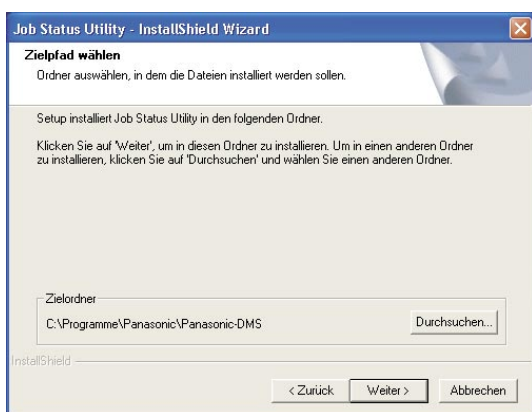 Job Status Utility - InstallShield Wizard
Zielpfad wählen
Ordner auswählen, in dem die Dateien installiert werden sollen.
Setup installiert Job Status Utility in den folgenden Ordner.
Klicken Sie auf 'Weiter', um in diesen Ordner zu installieren. Um in einen anderen Ordner
zu installieren, klicken Sie auf 'Durchsuchen' und wählen Sie einen anderen Ordner.
Zielordner
C:\Programme\Panasonic\Panasonic-DMS
Durchsuchen...
InstallShield
< Zurück
Weiter >
Abbrechen